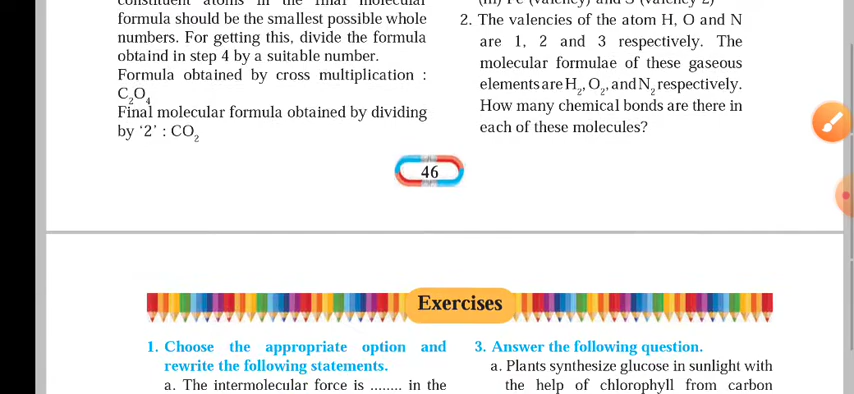 formula should be the smallest possible whole
numbers. For getting this, divide the formula
obtaind in step 4 by a suitable number.
Formula obtained by cross multiplication :
C₂O₄
Final molecular formula obtained by dividing
by ‘2’ : CO₂
2. The valencies of the atom H, O and N
are 1, 2 and 3 respectively. The
molecular formulae of these gaseous
elements are H₂, O₂, and N₂ respectively.
How many chemical bonds are there in
each of these molecules?
46
Exercises
1. Choose the appropriate option and
rewrite the following statements.
a. The intermolecular force is ........ in the
3. Answer the following question.
a. Plants synthesize glucose in sunlight with
the help of chlorophyll from carbon